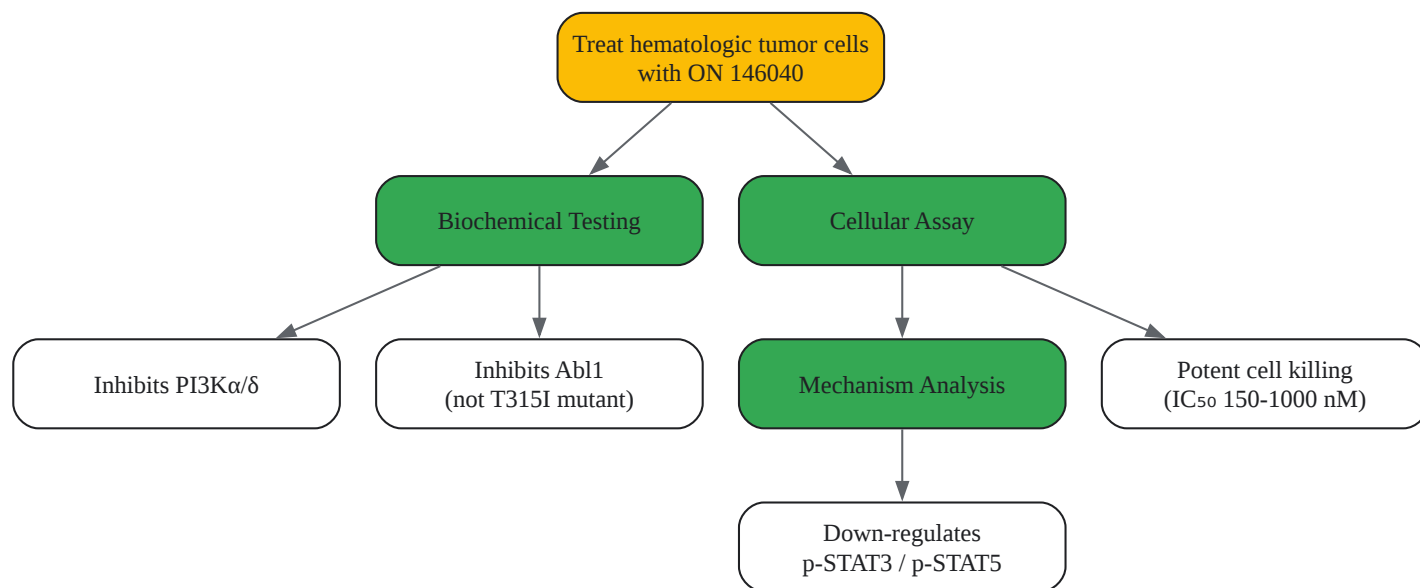 Treat hematologic tumor cells
with ON 146040
Biochemical Testing
Cellular Assay
Inhibits PI3Kα/δ
Inhibits Abl1
(not T315I mutant)
Mechanism Analysis
Potent cell killing
(IC₅₀ 150-1000 nM)
Down-regulates
p-STAT3 / p-STAT5